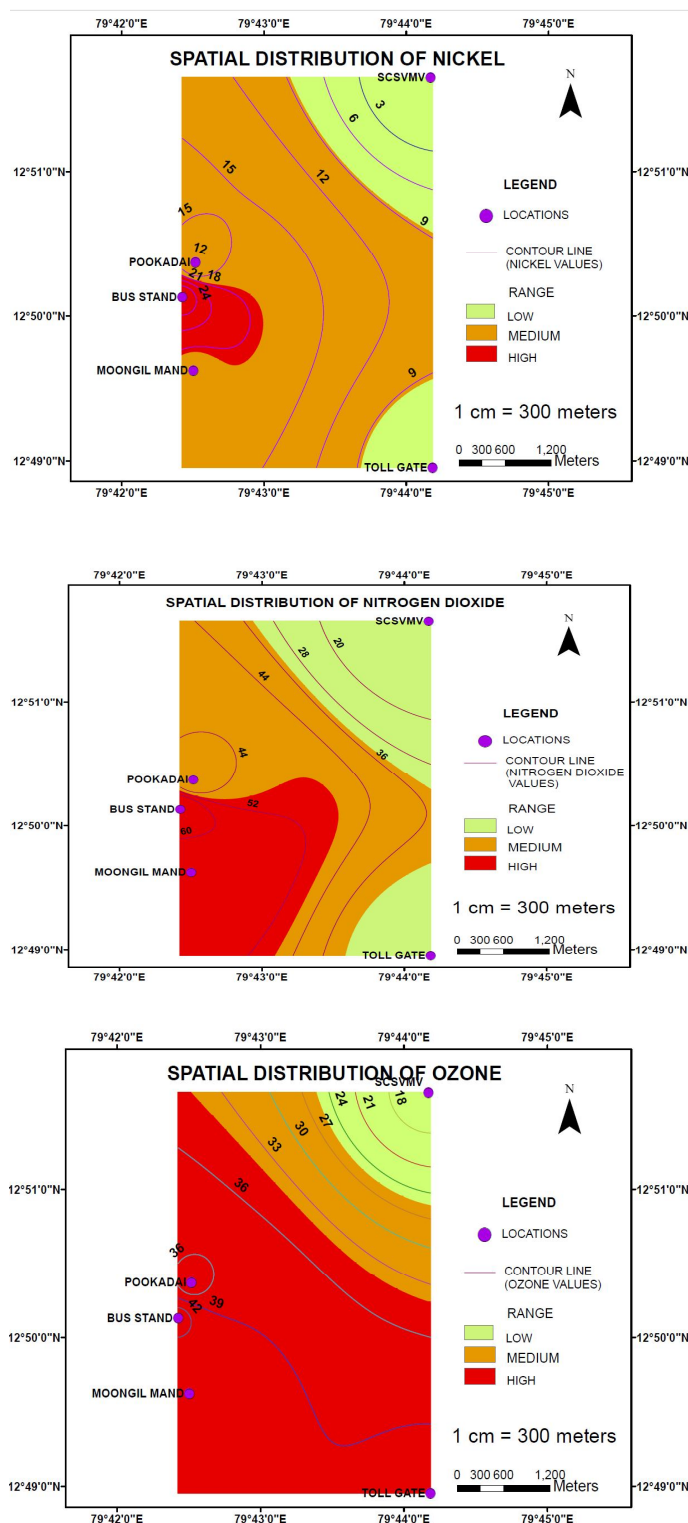 79°42'0"E 79°43'0"E 79°44'0"E 79°45'0"E
SPATIAL DISTRIBUTION OF NICKEL
SCSVMV
N
3
6
12°51'0"N 12°51'0"N
15
12
LEGEND
15
LOCATIONS
9
12
CONTOUR LINE
(NICKEL VALUES)
POOKADAI
21 18
RANGE
BUS STAND
24
LOW
12°50'0"N 12°50'0"N
MEDIUM
HIGH
MOONGIL MAND
9
1 cm = 300 meters
0 300 600 1,200
Meters
12°49'0"N 12°49'0"N
TOLL GATE
79°42'0"E 79°43'0"E 79°44'0"E 79°45'0"E
79°42'0"E 79°43'0"E 79°44'0"E 79°45'0"E
SPATIAL DISTRIBUTION OF NITROGEN DIOXIDE
SCSVMV
N
20
28
44
12°51'0"N 12°51'0"N
LEGEND
LOCATIONS
44
36
CONTOUR LINE
(NITROGEN DIOXIDE
VALUES)
POOKADAI
BUS STAND
52
RANGE
LOW
12°50'0"N 12°50'0"N
60
MEDIUM
HIGH
MOONGIL MAND
1 cm = 300 meters
0 300 600 1,200
Meters
12°49'0"N 12°49'0"N
TOLL GATE
79°42'0"E 79°43'0"E 79°44'0"E 79°45'0"E
79°42'0"E 79°43'0"E 79°44'0"E 79°45'0"E
SPATIAL DISTRIBUTION OF OZONE
SCSVMV
N
24 21 18
27
30
33
12°51'0"N 12°51'0"N
36
LEGEND
LOCATIONS
36
POOKADAI
CONTOUR LINE
(OZONE VALUES)
42 39
BUS STAND
RANGE
12°50'0"N 12°50'0"N
LOW
MEDIUM
HIGH
MOONGIL MAND
1 cm = 300 meters
0 300 600 1,200
Meters
12°49'0"N 12°49'0"N
TOLL GATE
79°42'0"E 79°43'0"E 79°44'0"E 79°45'0"E